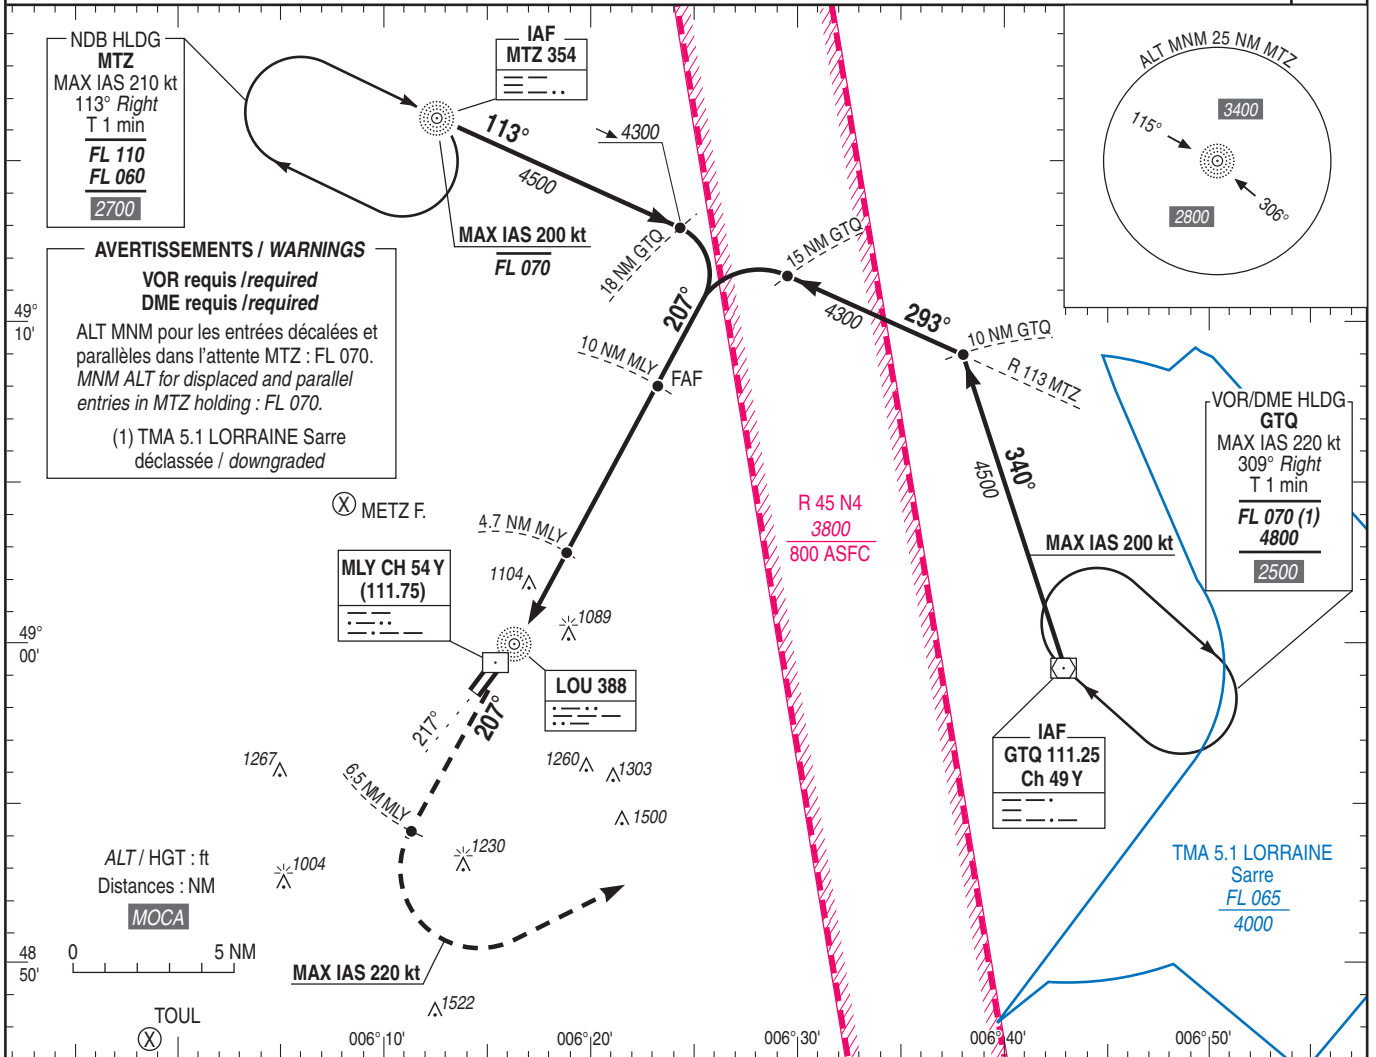 NDB HLDG
MTZ
MAX IAS 210 kt
113° Right
T 1 min
FL 110
FL 060
2700
IAF
MTZ 354
113°
4500
4300
MAX IAS 200 kt
FL 070
18 NM GTQ
15 NM GTQ
4300
293°
10 NM GTQ
R 113 MTZ
ALT MNM 25 NM MTZ
3400
115°
306°
2800
AVERTISSEMENTS / WARNINGS
VOR requis /required
DME requis /required
ALT MNM pour les entrées décalées et
parallèles dans l'attente MTZ : FL 070.
MNM ALT for displaced and parallel
entries in MTZ holding : FL 070.
(1) TMA 5.1 LORRAINE Sarre
déclassée / downgraded
49°
10'
207°
10 NM MLY
FAF
VOR/DME HLDG
GTQ
MAX IAS 220 kt
309° Right
T 1 min
FL 070 (1)
4800
2500
340°
4500
MAX IAS 200 kt
R 45 N4
3800
800 ASFC
METZ F.
4.7 NM MLY
MLY CH 54 Y
(111.75)
1104
1089
49°
00'
LOU 388
217°
207°
IAF
GTQ 111.25
Ch 49 Y
1267
1260
1303
6.5 NM MLY
1500
1230
1004
ALT / HGT : ft
Distances : NM
MOCA
0
5 NM
TMA 5.1 LORRAINE
Sarre
FL 065
4000
48
50'
MAX IAS 220 kt
1522
TOUL
006°10'
006°20'
006°30'
006°40'
006°50'